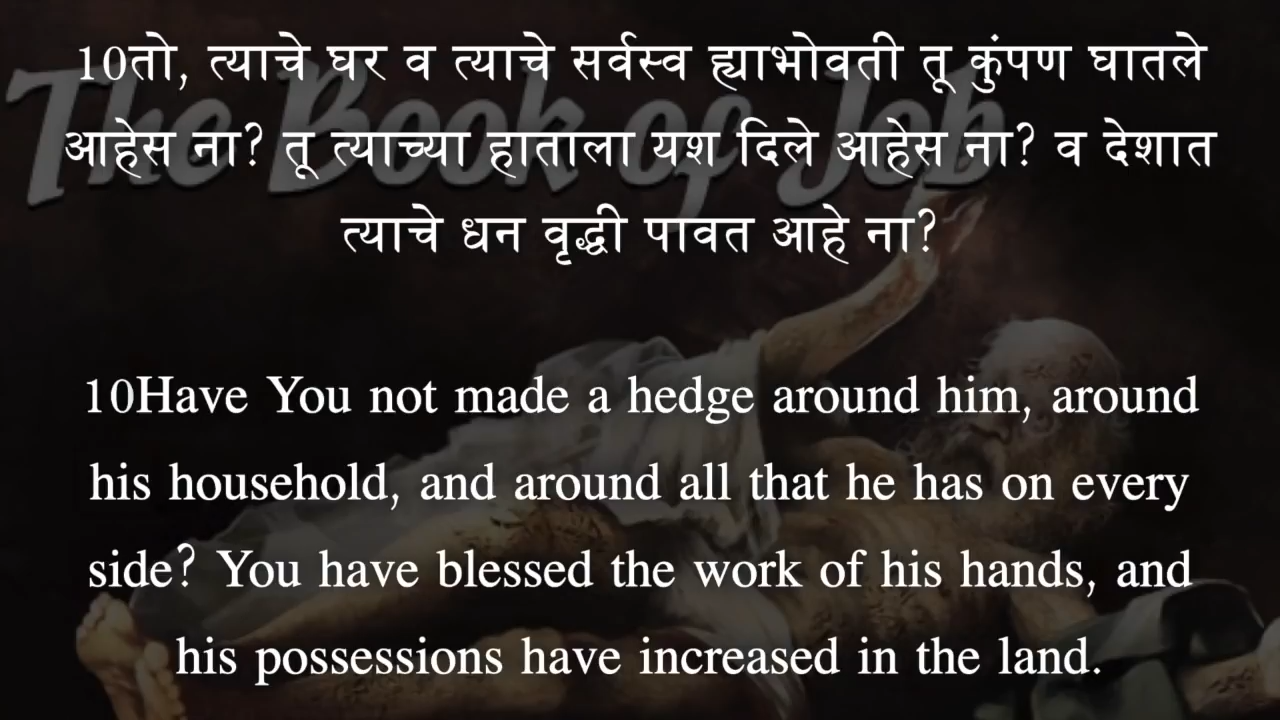 The Book of Job
10तो, त्याचे घर व त्याचे सर्वस्व ह्याभोवती तू कुंपण घातले
आहेस ना? तू त्याच्या हाताला यश दिले आहेस ना? व देशात
त्याचे धन वृद्धी पावत आहे ना?
10Have You not made a hedge around him, around
his household, and around all that he has on every
side? You have blessed the work of his hands, and
his possessions have increased in the land.